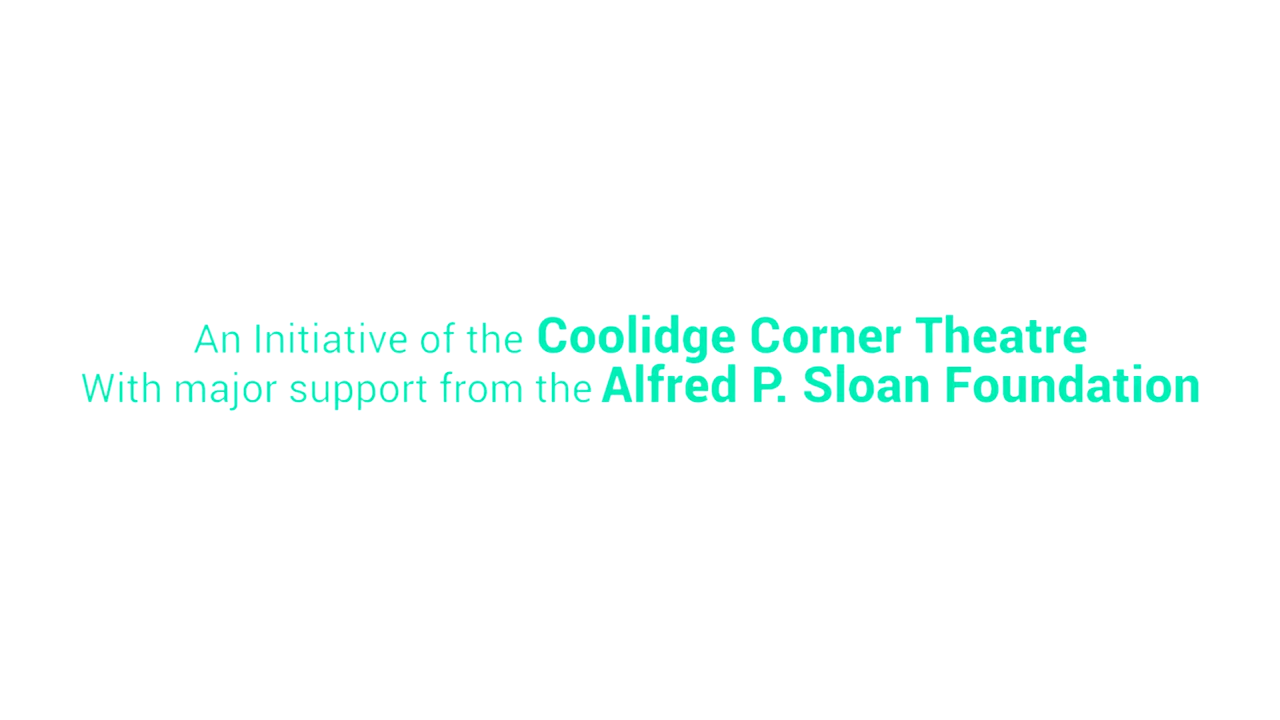 An Initiative of the Coolidge Corner Theatre
With major support from the Alfred P. Sloan Foundation